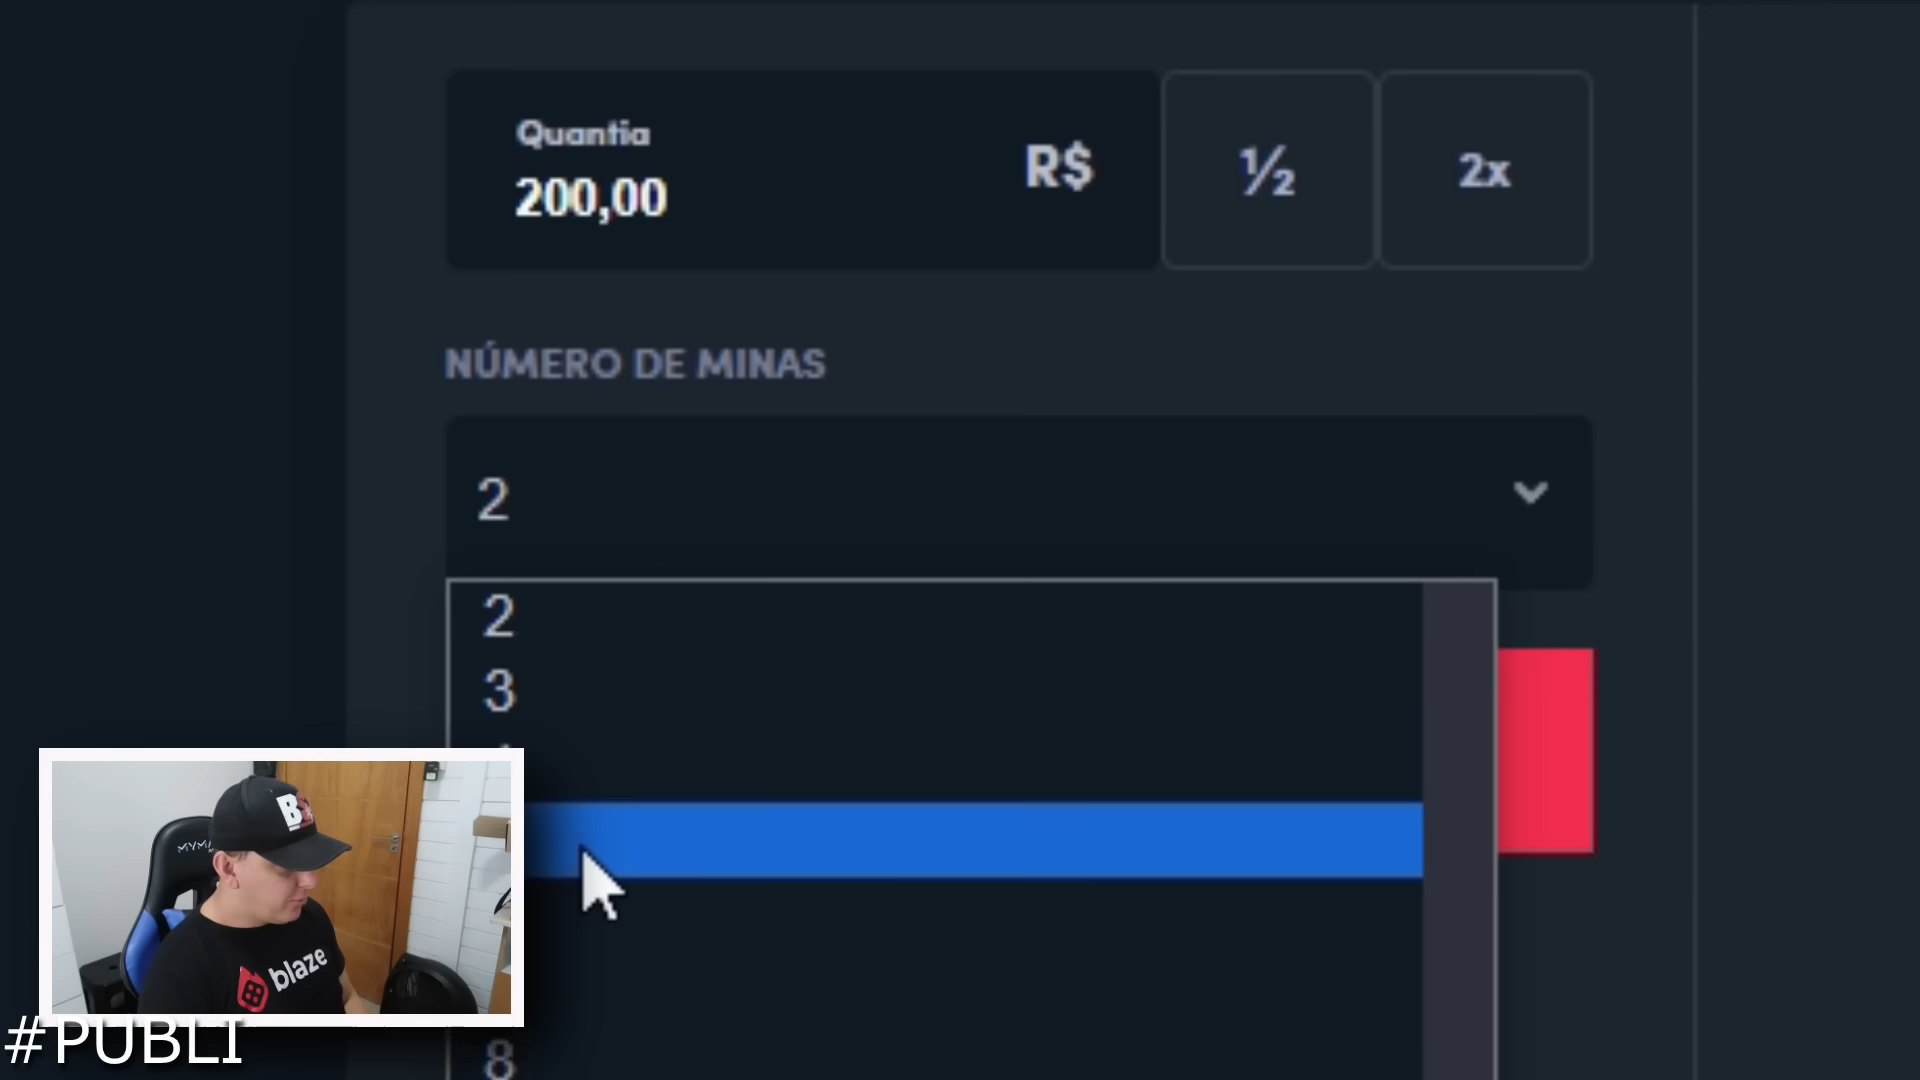 Quantia
200,00
R$
½
2x
NÚMERO DE MINAS
2
2
3
8
blaze
#PUBLI